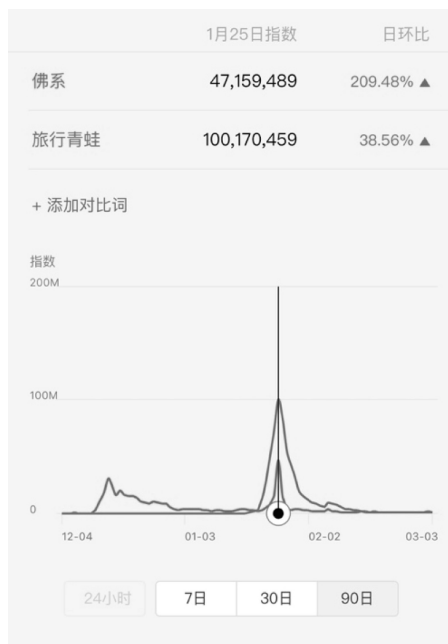 1月25日指数 日环比
佛系 47,159,489 209.48% ▲
旅行青蛙 100,170,459 38.56% ▲
+ 添加对比词
指数
200M
100M
0
12-04 01-03 02-02 03-03
24小时 7日 30日 90日